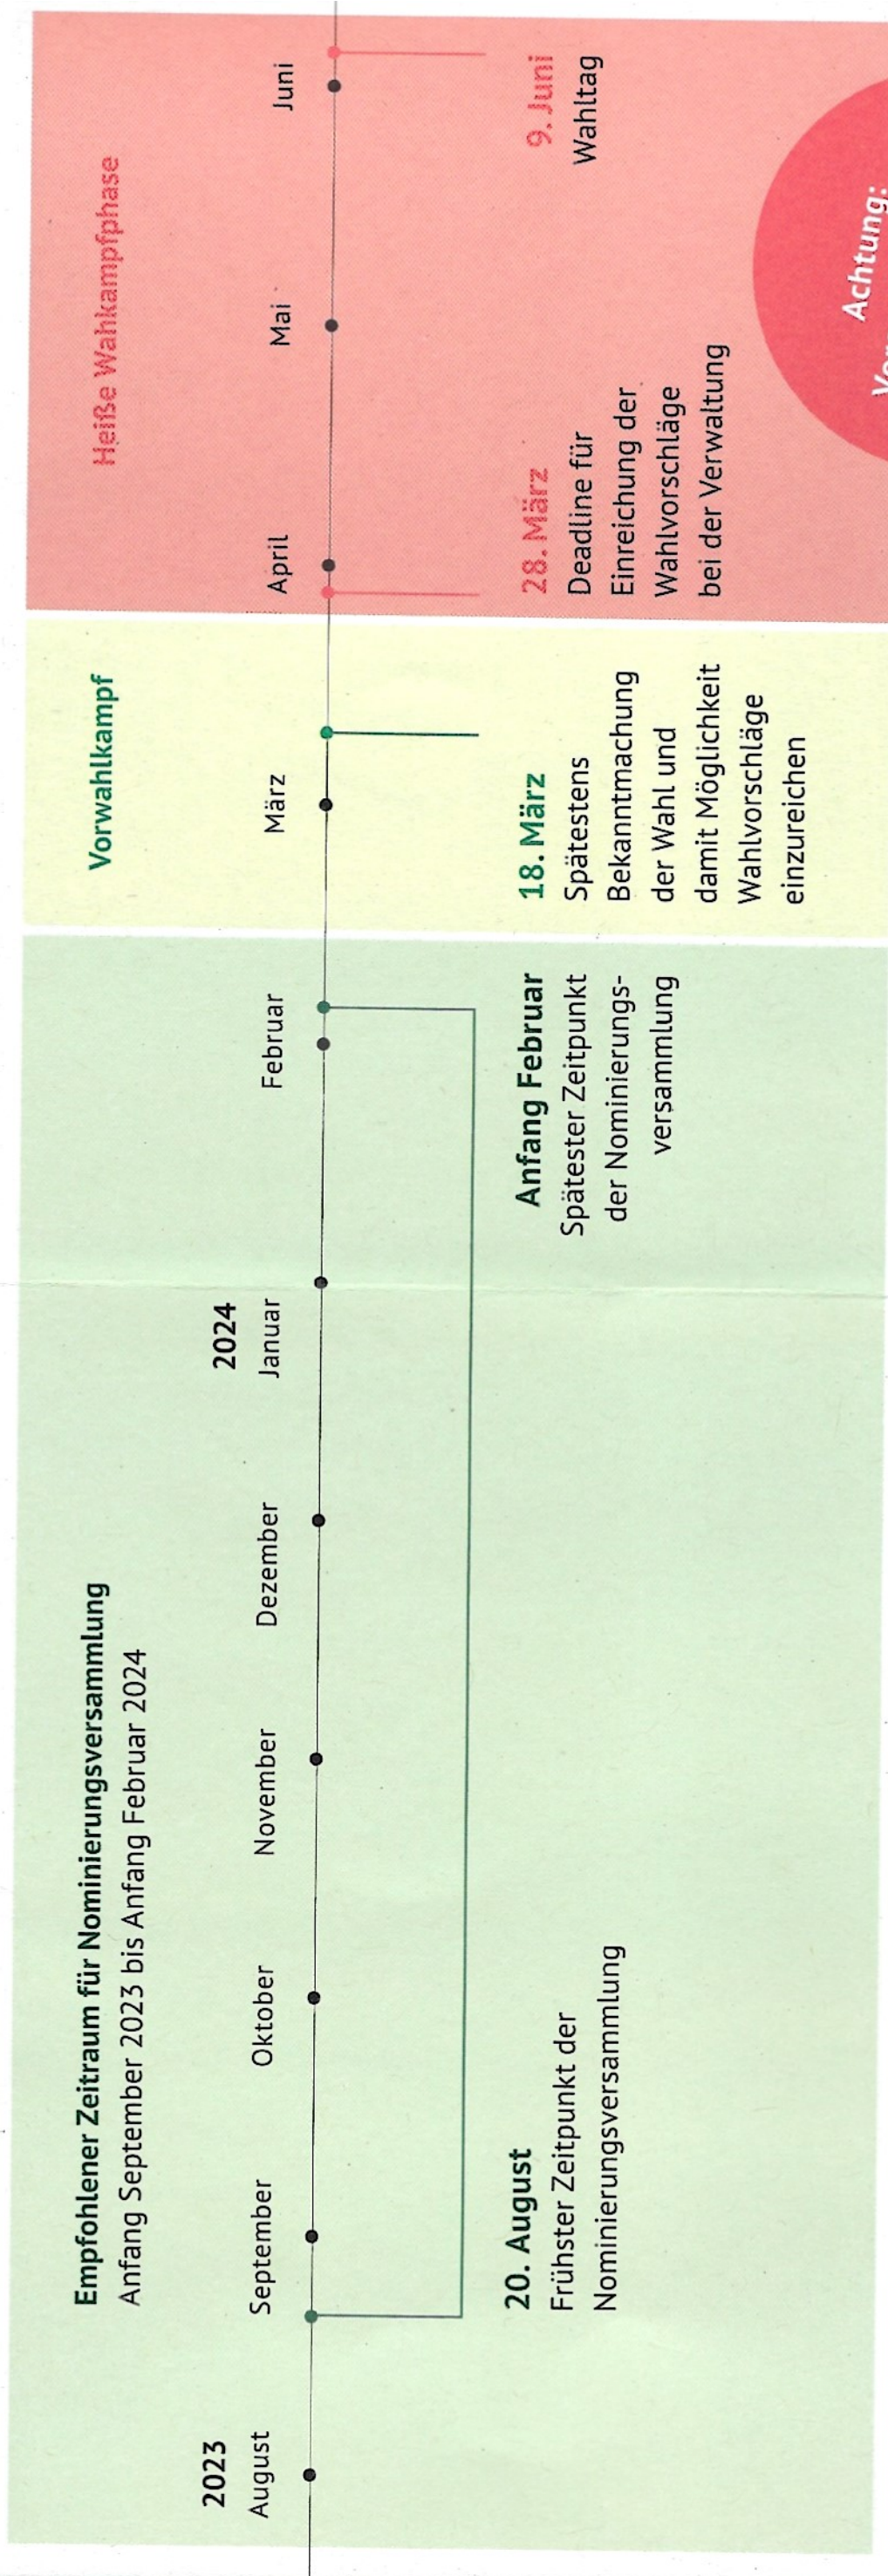 Empfohlener Zeitraum für Nominierungsversammlung
Anfang September 2023 bis Anfang Februar 2024
Vorwahlkampf
Heiße Wahkampfphase
2023
2024
August
September
Oktober
November
Dezember
Januar
Februar
März
April
Mai
Juni
20. August
Frühster Zeitpunkt der
Nominierungsversammlung
Anfang Februar
Spätester Zeitpunkt
der Nominierungs-
versammlung
18. März
Spätestens
Bekanntmachung
der Wahl und
damit Möglichkeit
Wahlvorschläge
einzureichen
28. März
Deadline für
Einreichung der
Wahlvorschläge
bei der Verwaltung
9. Juni
Wahltag
Achtung: